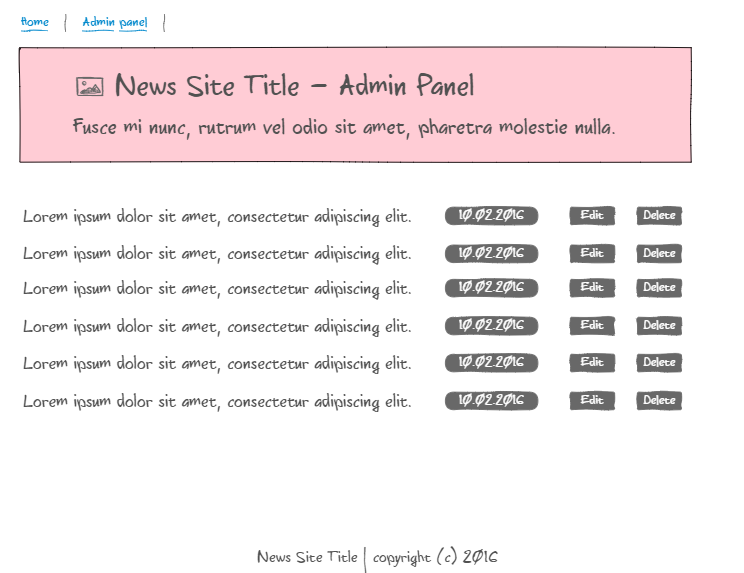 Home | Admin panel |
News Site Title - Admin Panel
Fusce mi nunc, rutrum vel odio sit amet, pharetra molestie nulla.
Lorem ipsum dolor sit amet, consectetur adipiscing elit. 10.02.2016 Edit Delete
Lorem ipsum dolor sit amet, consectetur adipiscing elit. 10.02.2016 Edit Delete
Lorem ipsum dolor sit amet, consectetur adipiscing elit. 10.02.2016 Edit Delete
Lorem ipsum dolor sit amet, consectetur adipiscing elit. 10.02.2016 Edit Delete
Lorem ipsum dolor sit amet, consectetur adipiscing elit. 10.02.2016 Edit Delete
Lorem ipsum dolor sit amet, consectetur adipiscing elit. 10.02.2016 Edit Delete
News Site Title | copyright (c) 2016